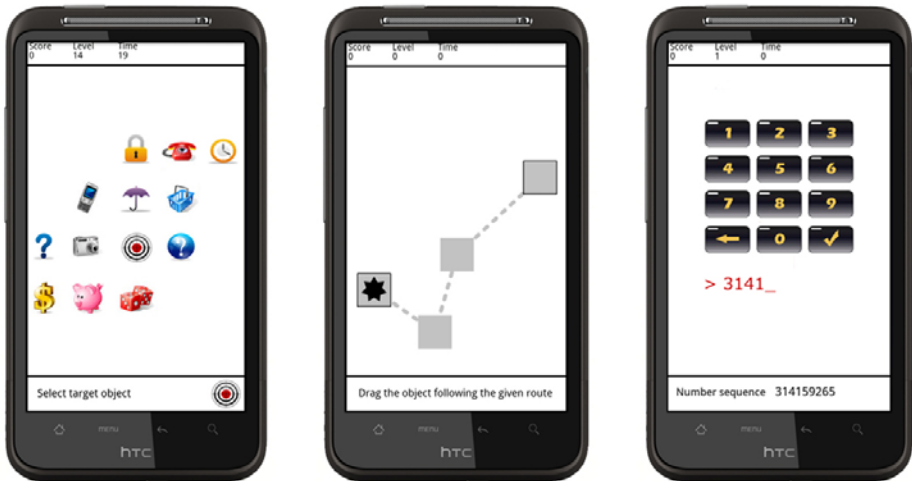 Score Level Time
0 14 19
Select target object
MENU
hTC
Score Level Time
0 0 0
Drag the object following the given route
MENU
hTC
Score Level Time
0 1 0
1 2 3
4 5 6
7 8 9
0
> 3141_
Number sequence 314159265
MENU
hTC